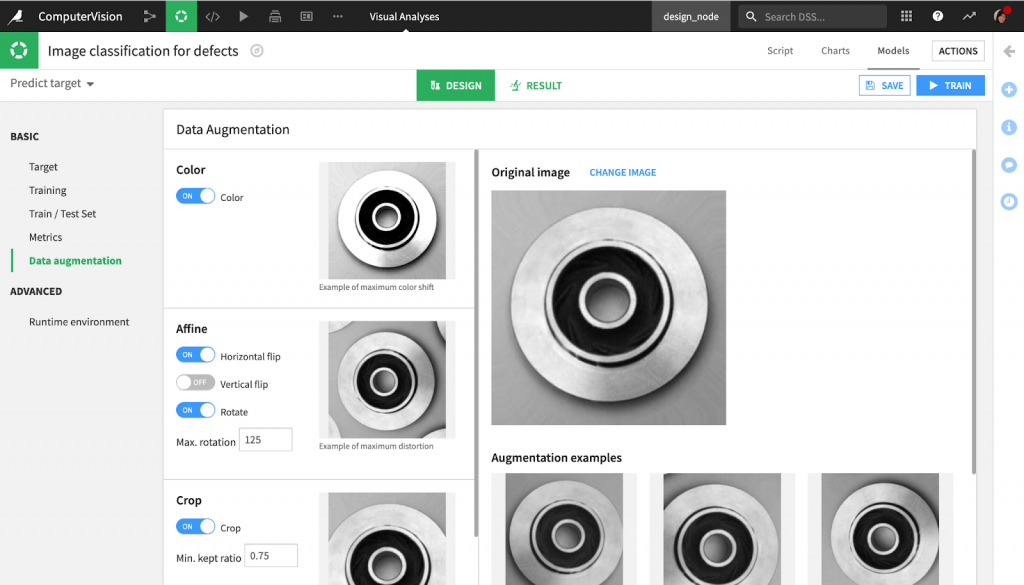 ComputerVision
Visual Analyses
design_node
Search DSS...
Image classification for defects
Script
Charts
Models
ACTIONS
Predict target
DESIGN
RESULT
SAVE
TRAIN
BASIC
Target
Training
Train / Test Set
Metrics
Data augmentation
ADVANCED
Runtime environment
Data Augmentation
Color
ON Color
Example of maximum color shift
Affine
ON Horizontal flip
OFF Vertical flip
ON Rotate
Max. rotation 125
Example of maximum distortion
Crop
ON Crop
Min. kept ratio 0.75
Original image
CHANGE IMAGE
Augmentation examples